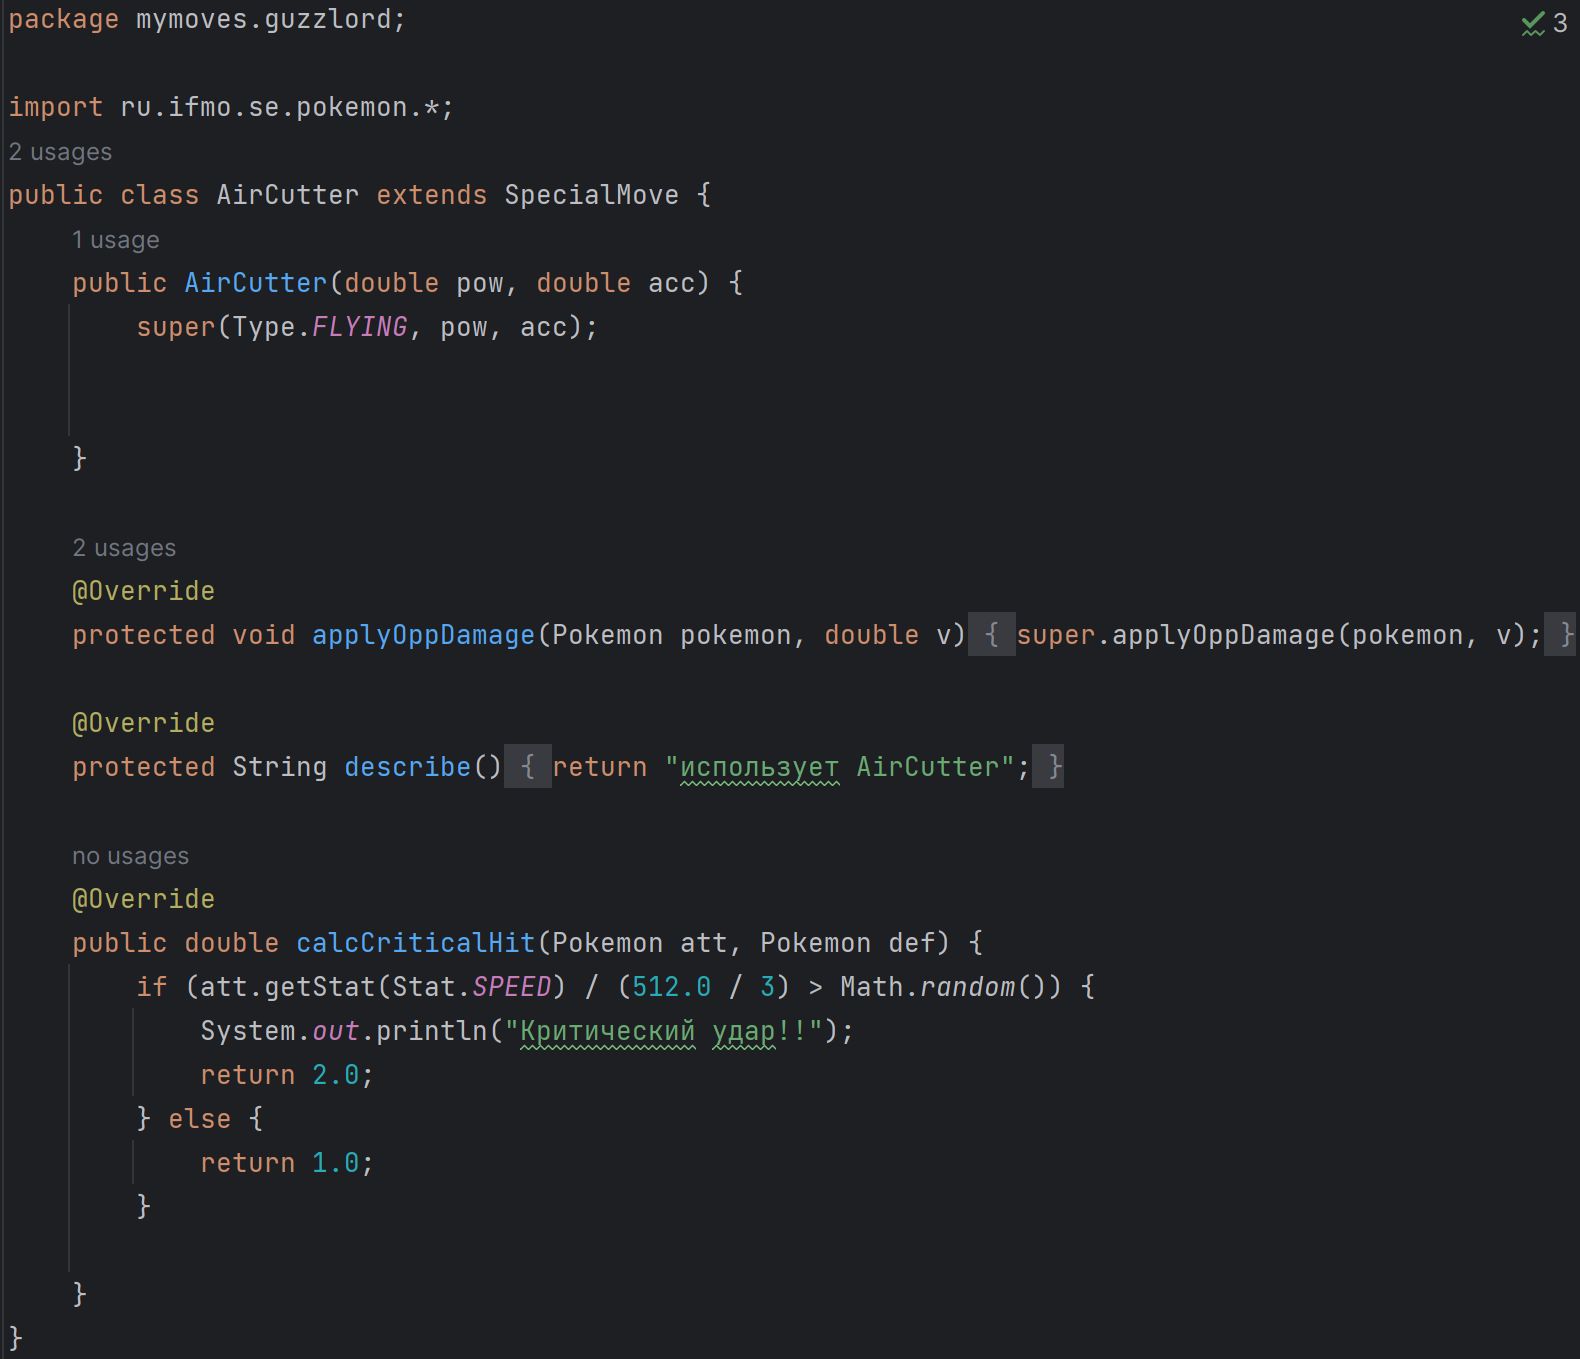 package mymoves.guzzlord;
3
import ru.ifmo.se.pokemon.*;
2 usages
public class AirCutter extends SpecialMove {
1 usage
public AirCutter(double pow, double acc) {
super(Type.FLYING, pow, acc);
}
2 usages
@Override
protected void applyOppDamage(Pokemon pokemon, double v) { super.applyOppDamage(pokemon, v); }
@Override
protected String describe() { return "использует AirCutter"; }
no usages
@Override
public double calcCriticalHit(Pokemon att, Pokemon def) {
if (att.getStat(Stat.SPEED) / (512.0 / 3) > Math.random()) {
System.out.println("Критический удар!!");
return 2.0;
} else {
return 1.0;
}
}
}